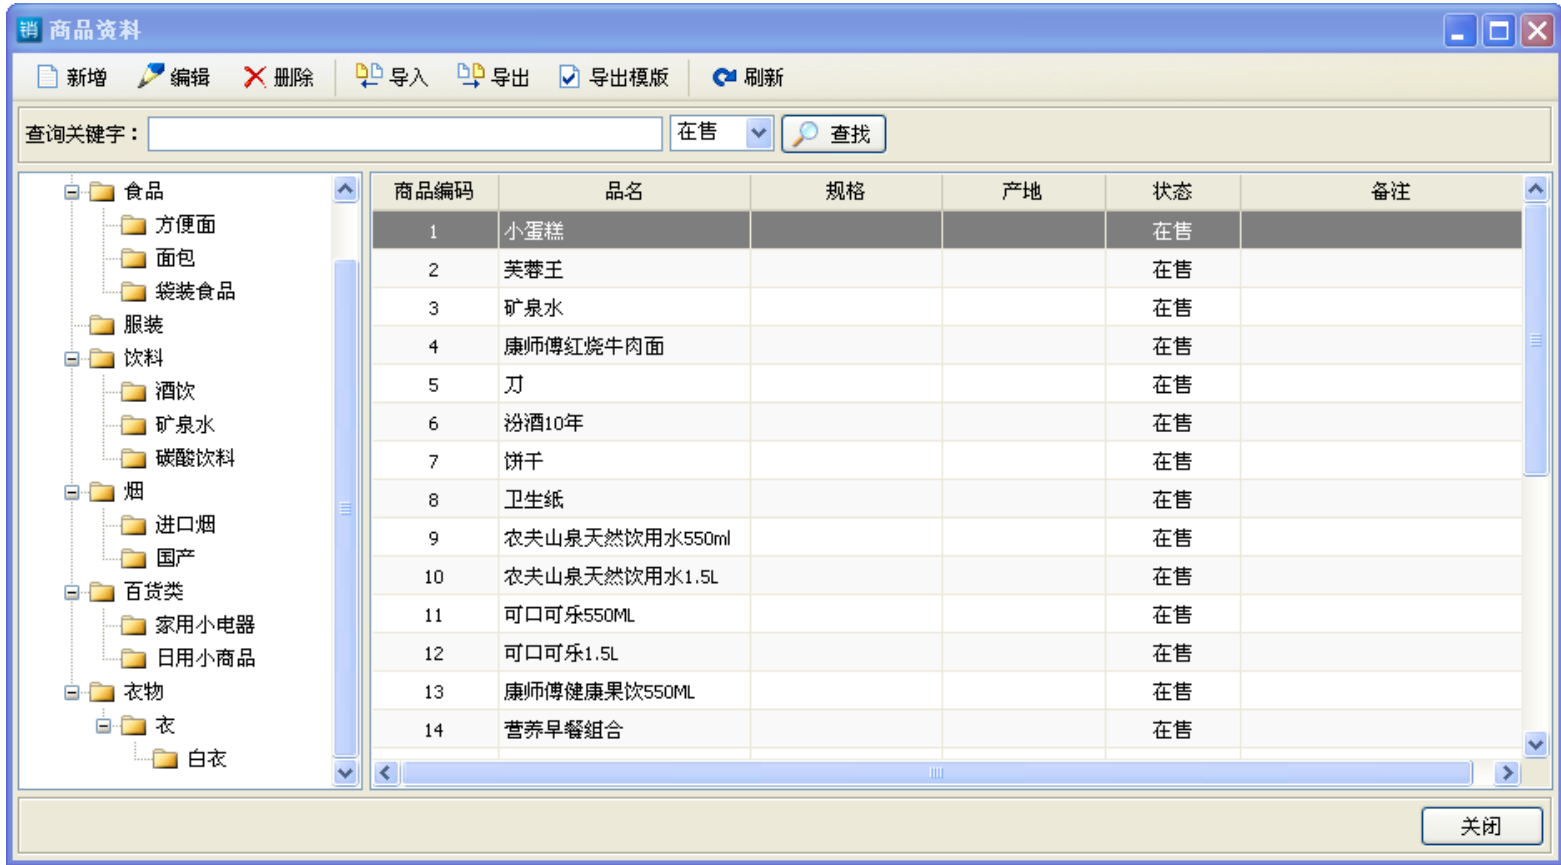 销 商品资料
新增 编辑 删除 导入 导出 导出模版 刷新
查询关键字： 在售 查找
食品
方便面
面包
袋装食品
服装
饮料
酒饮
矿泉水
碳酸饮料
烟
进口烟
国产
百货类
家用小电器
日用小商品
衣物
衣
白衣
商品编码 品名 规格 产地 状态 备注
1 小蛋糕 在售
2 芙蓉王 在售
3 矿泉水 在售
4 康师傅红烧牛肉面 在售
5 刀 在售
6 汾酒10年 在售
7 饼干 在售
8 卫生纸 在售
9 农夫山泉天然饮用水550ml 在售
10 农夫山泉天然饮用水1.5L 在售
11 可口可乐550ML 在售
12 可口可乐1.5L 在售
13 康师傅健康果饮550ML 在售
14 营养早餐组合 在售
关闭